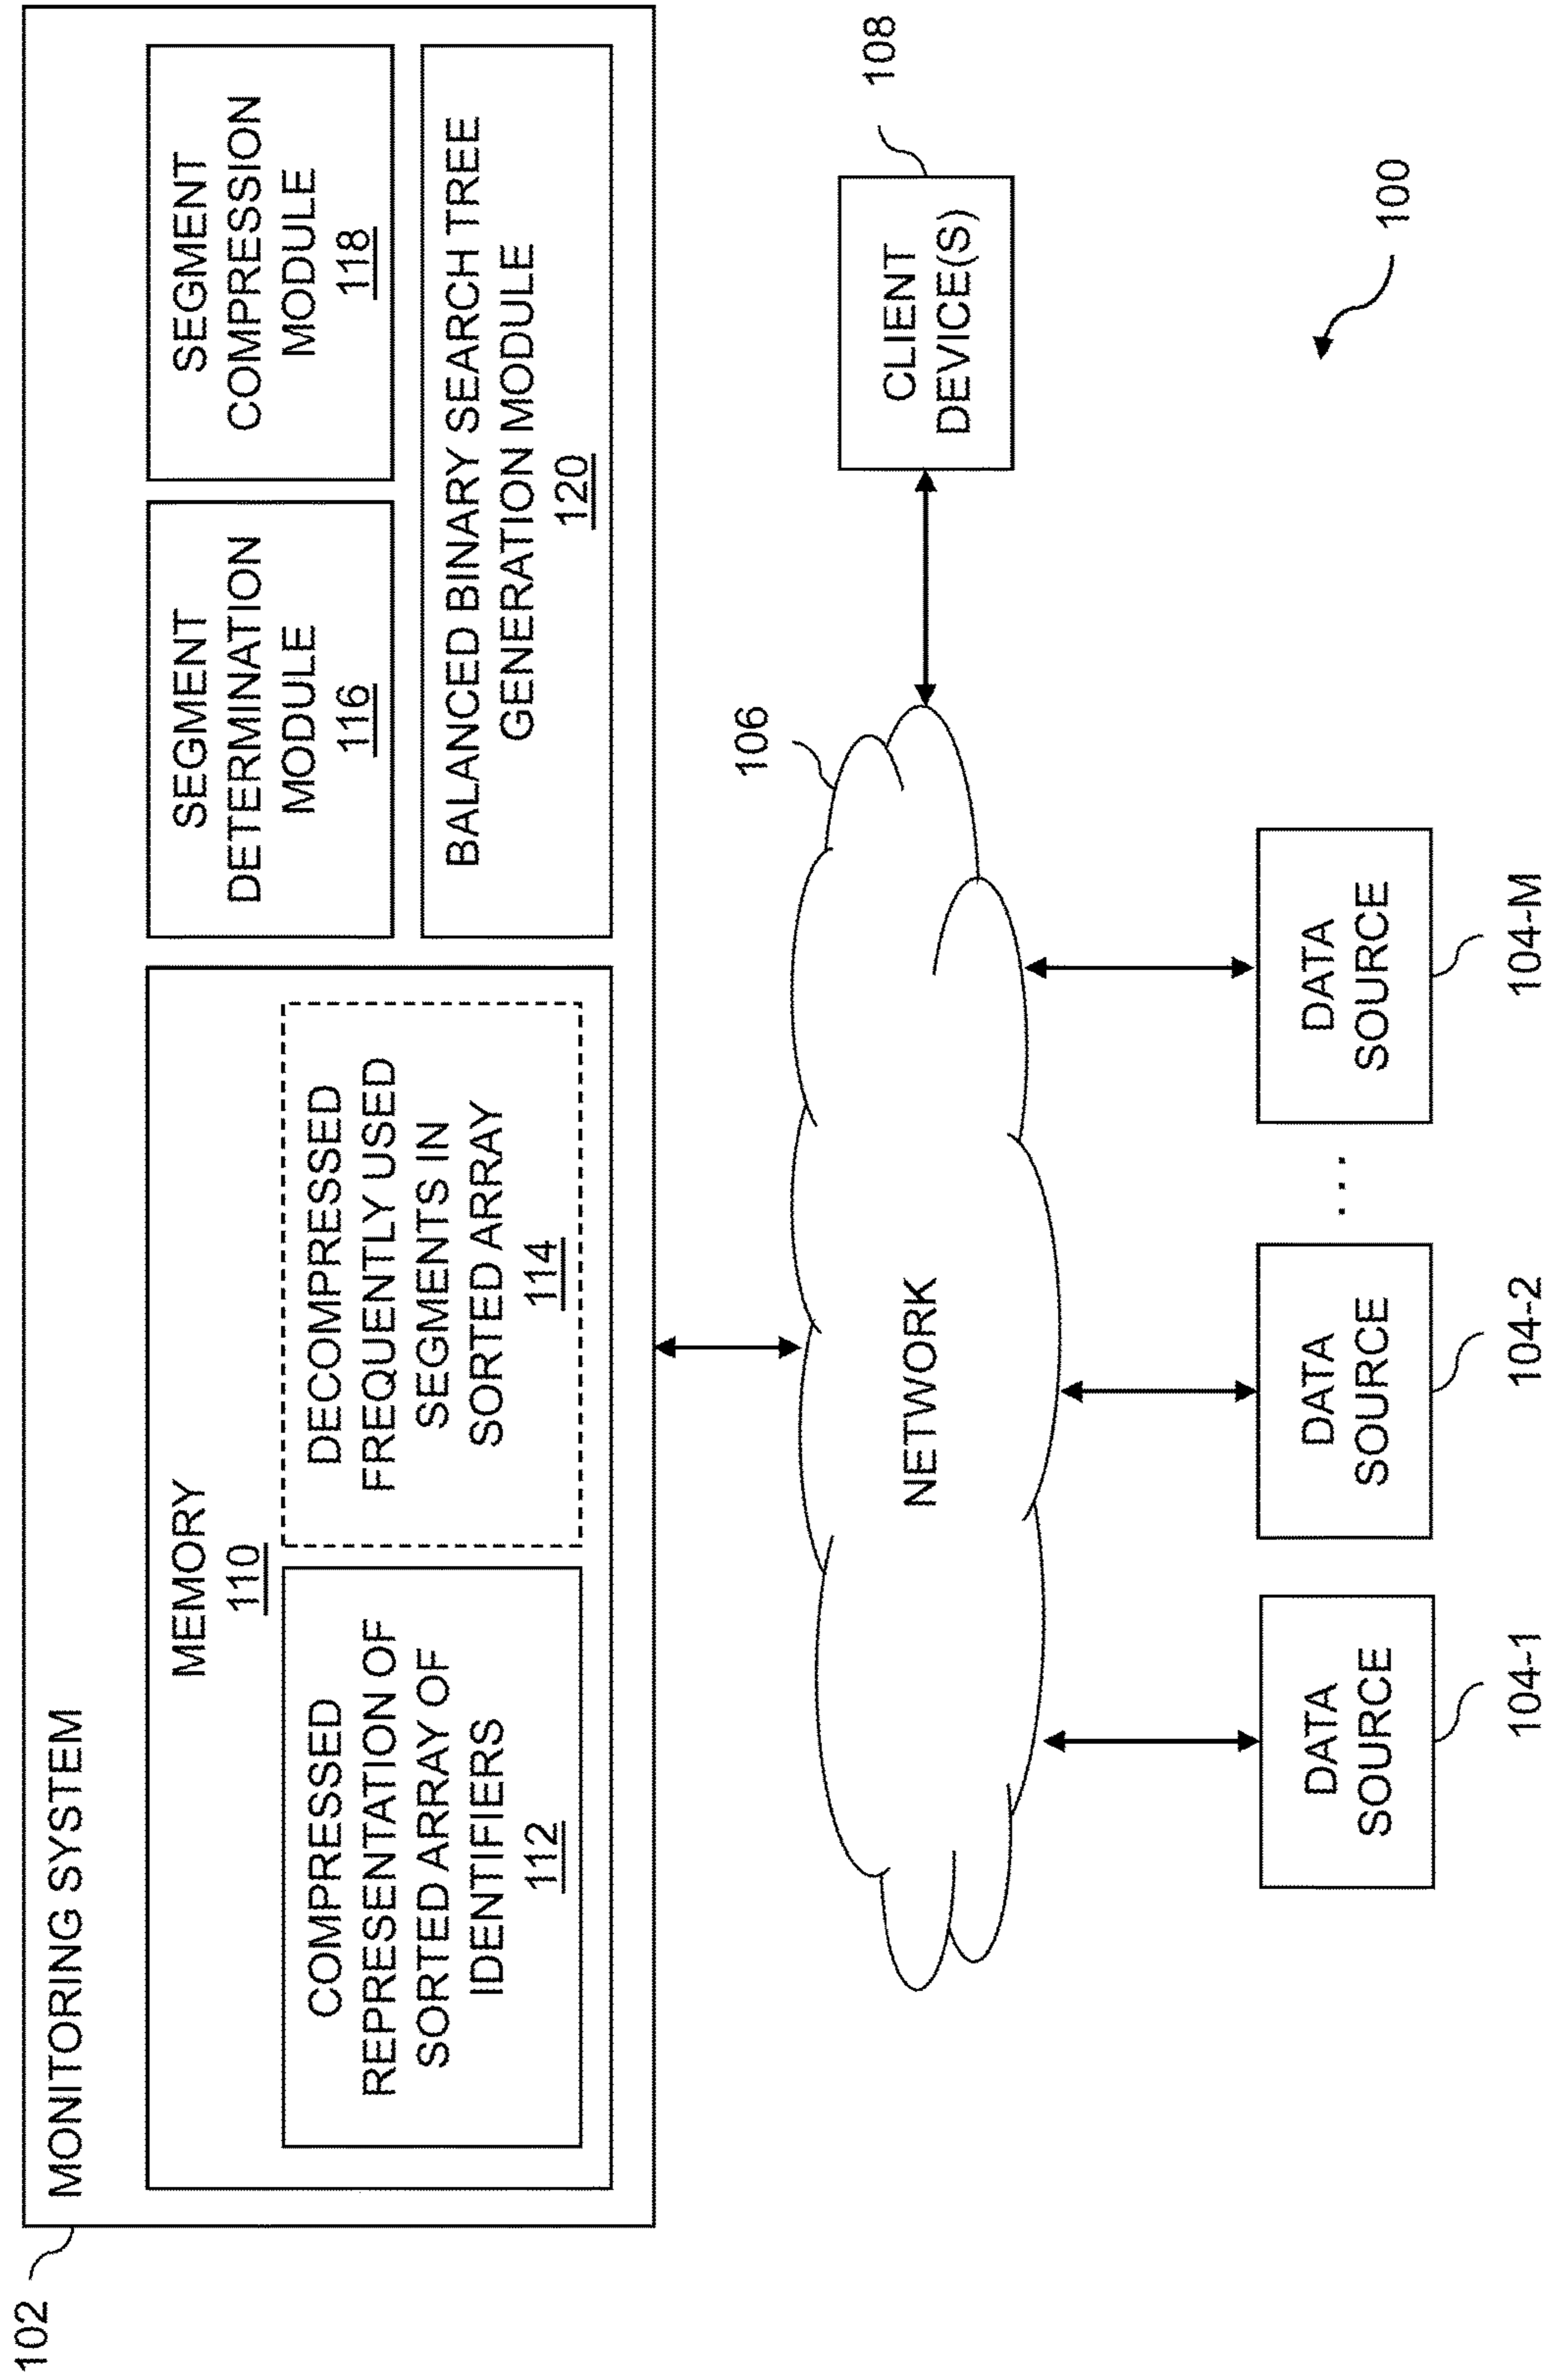 102
MONITORING SYSTEM
MEMORY
110
COMPRESSED
REPRESENTATION OF
SORTED ARRAY OF
IDENTIFIERS
112
DECOMPRESSED
FREQUENTLY USED
SEGMENTS IN
SORTED ARRAY
114
SEGMENT
DETERMINATION
MODULE
116
SEGMENT
COMPRESSION
MODULE
118
BALANCED BINARY SEARCH TREE
GENERATION MODULE
120
NETWORK
106
CLIENT
DEVICE(S)
108
DATA
SOURCE
104-1
DATA
SOURCE
104-2
. . .
DATA
SOURCE
104-M
100